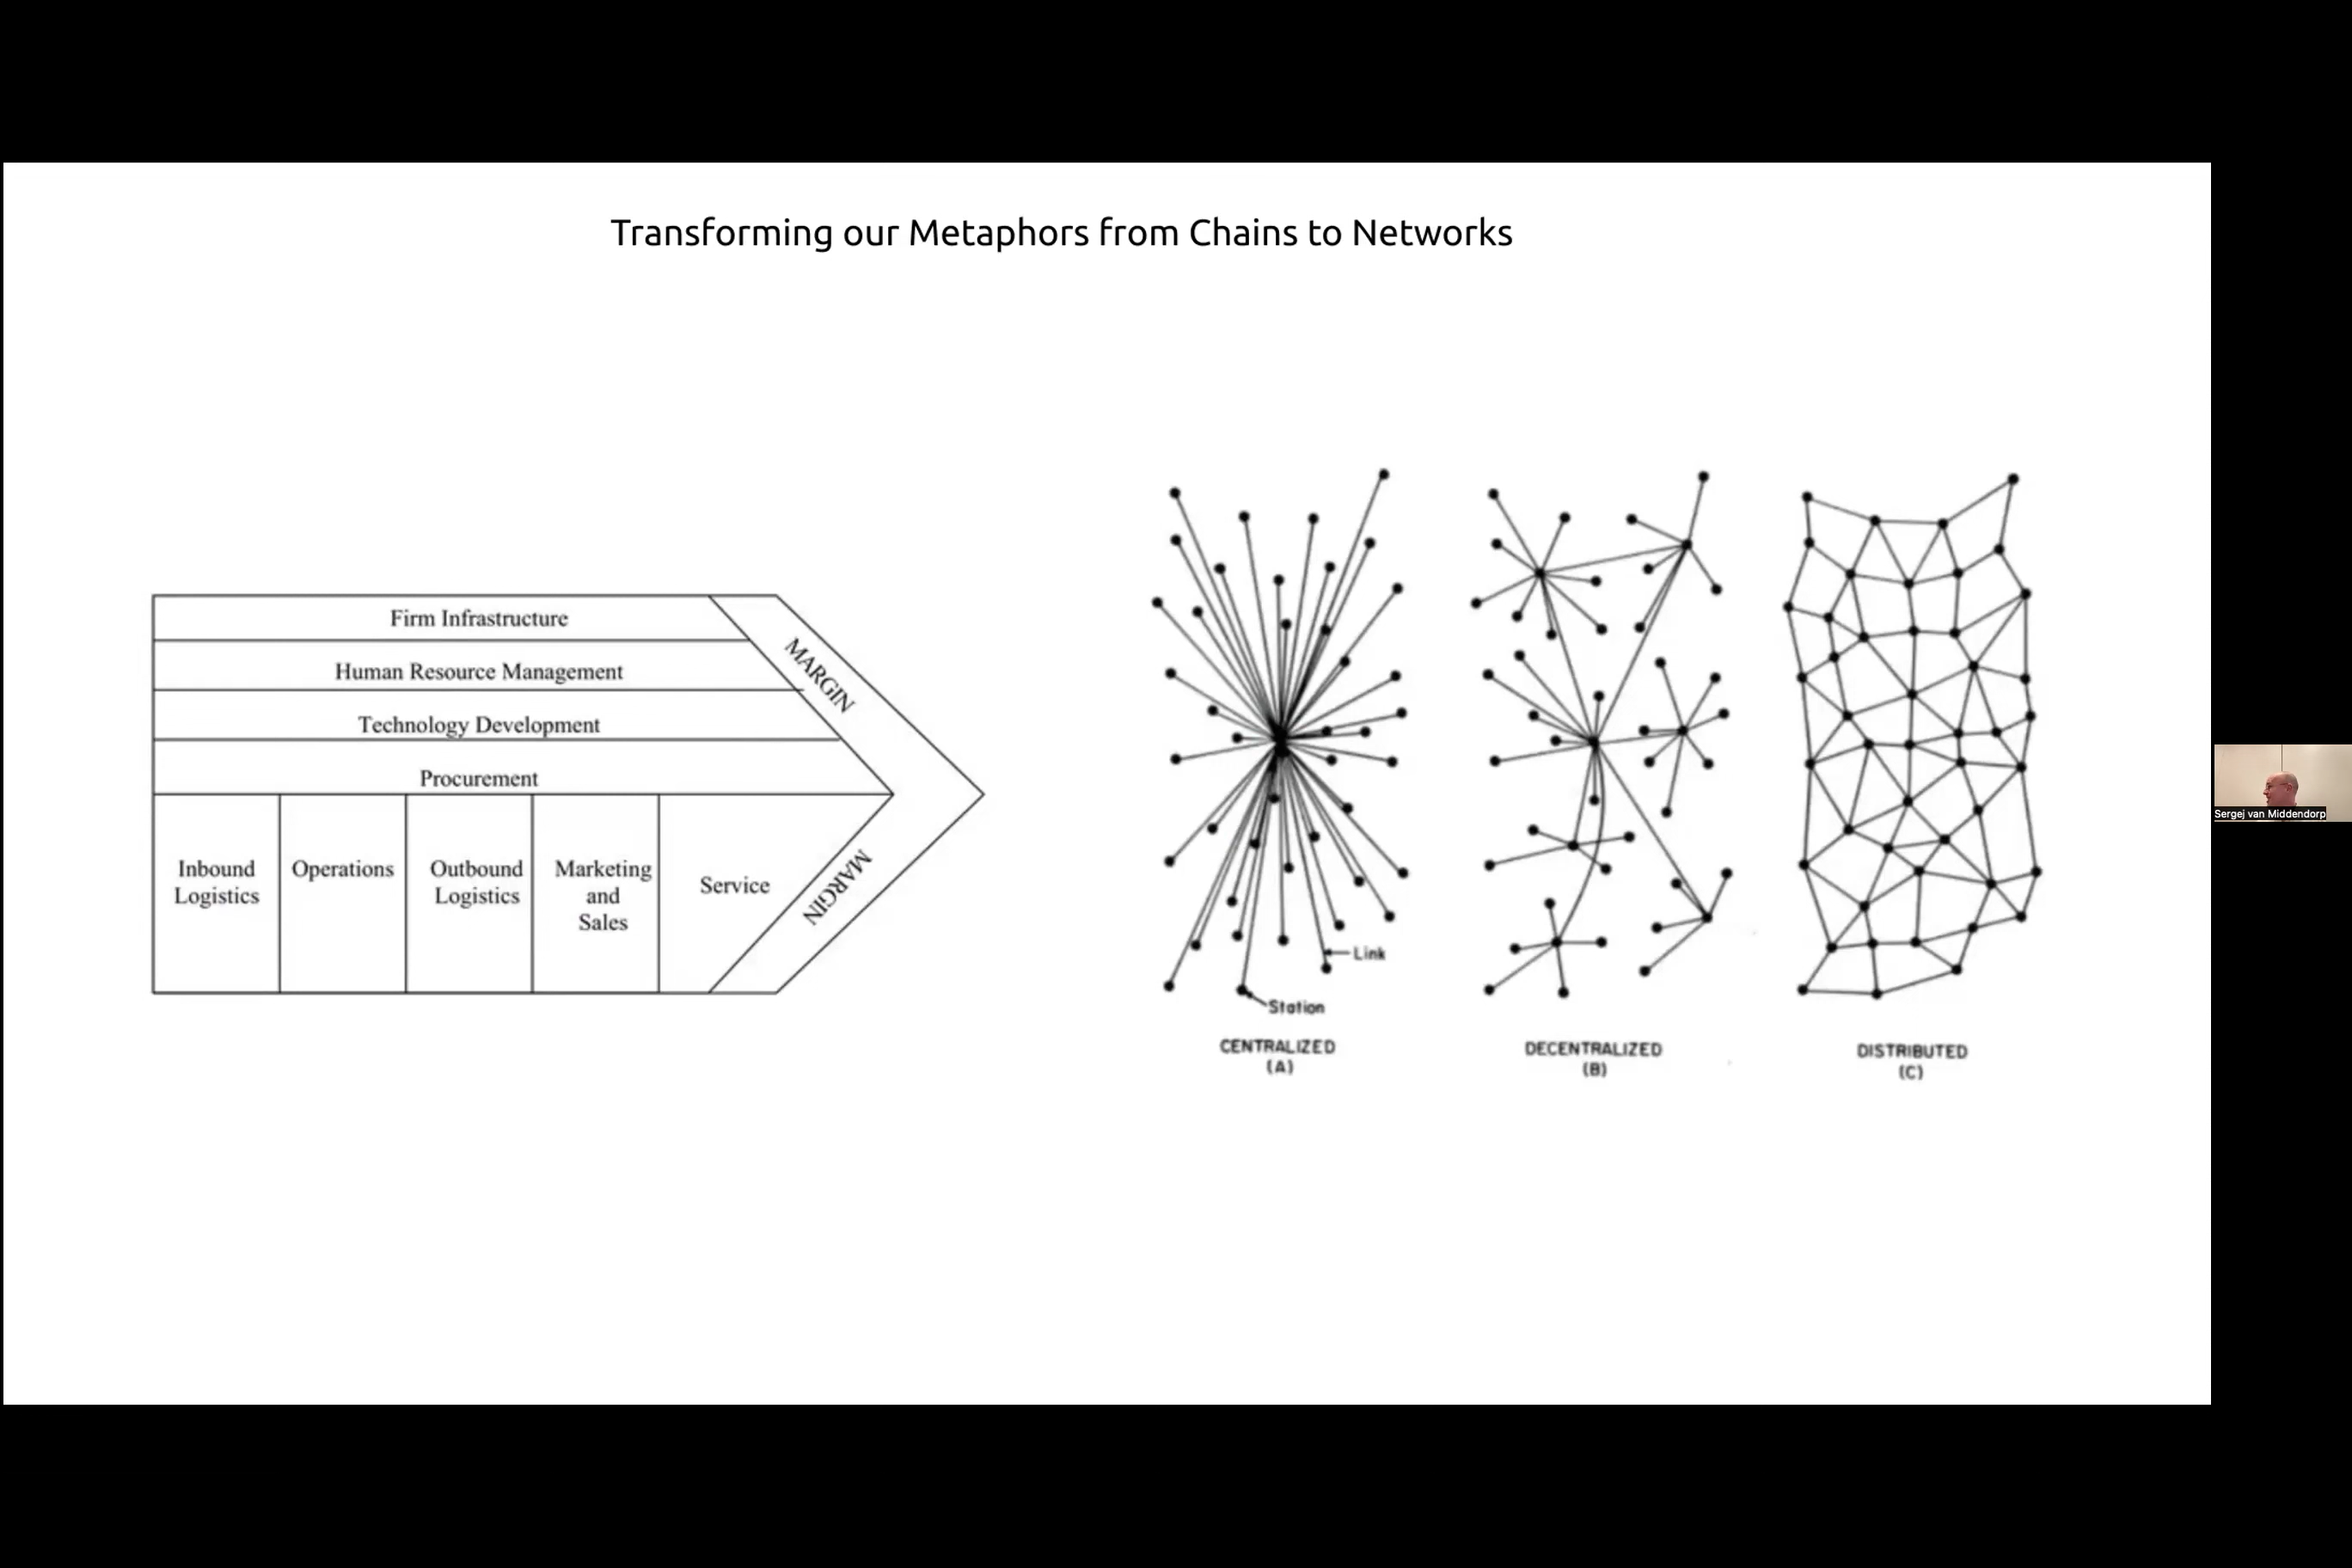 Transforming our Metaphors from Chains to Networks
Firm Infrastructure
Human Resource Management
Technology Development
Procurement
MARGIN
Inbound
Logistics
Operations
Outbound
Logistics
Marketing
and
Sales
Service
MARGIN
Link
Station
CENTRALIZED
(A)
DECENTRALIZED
(B)
DISTRIBUTED
(C)
Sergej van Middendorp